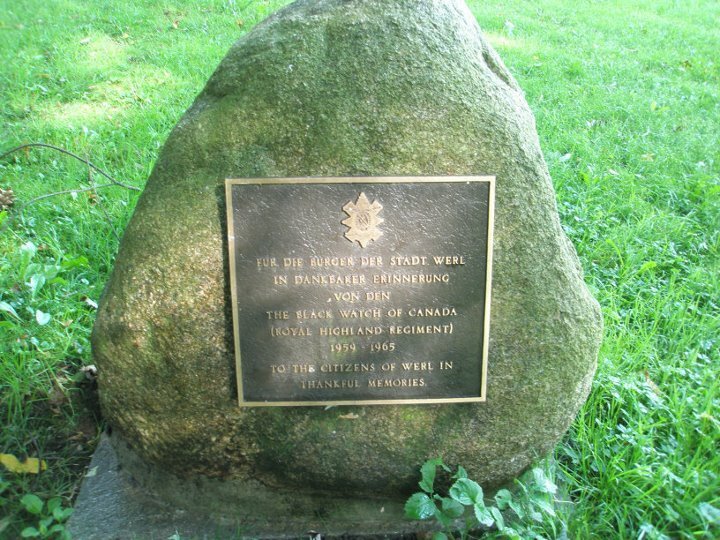 FÜR DIE BÜRGER DER STADT WERL
IN DANKBARER ERINNERUNG
VON DEN
THE BLACK WATCH OF CANADA
(ROYAL HIGHLAND REGIMENT)
1959 - 1965
TO THE CITIZENS OF WERL IN
THANKFUL MEMORIES.